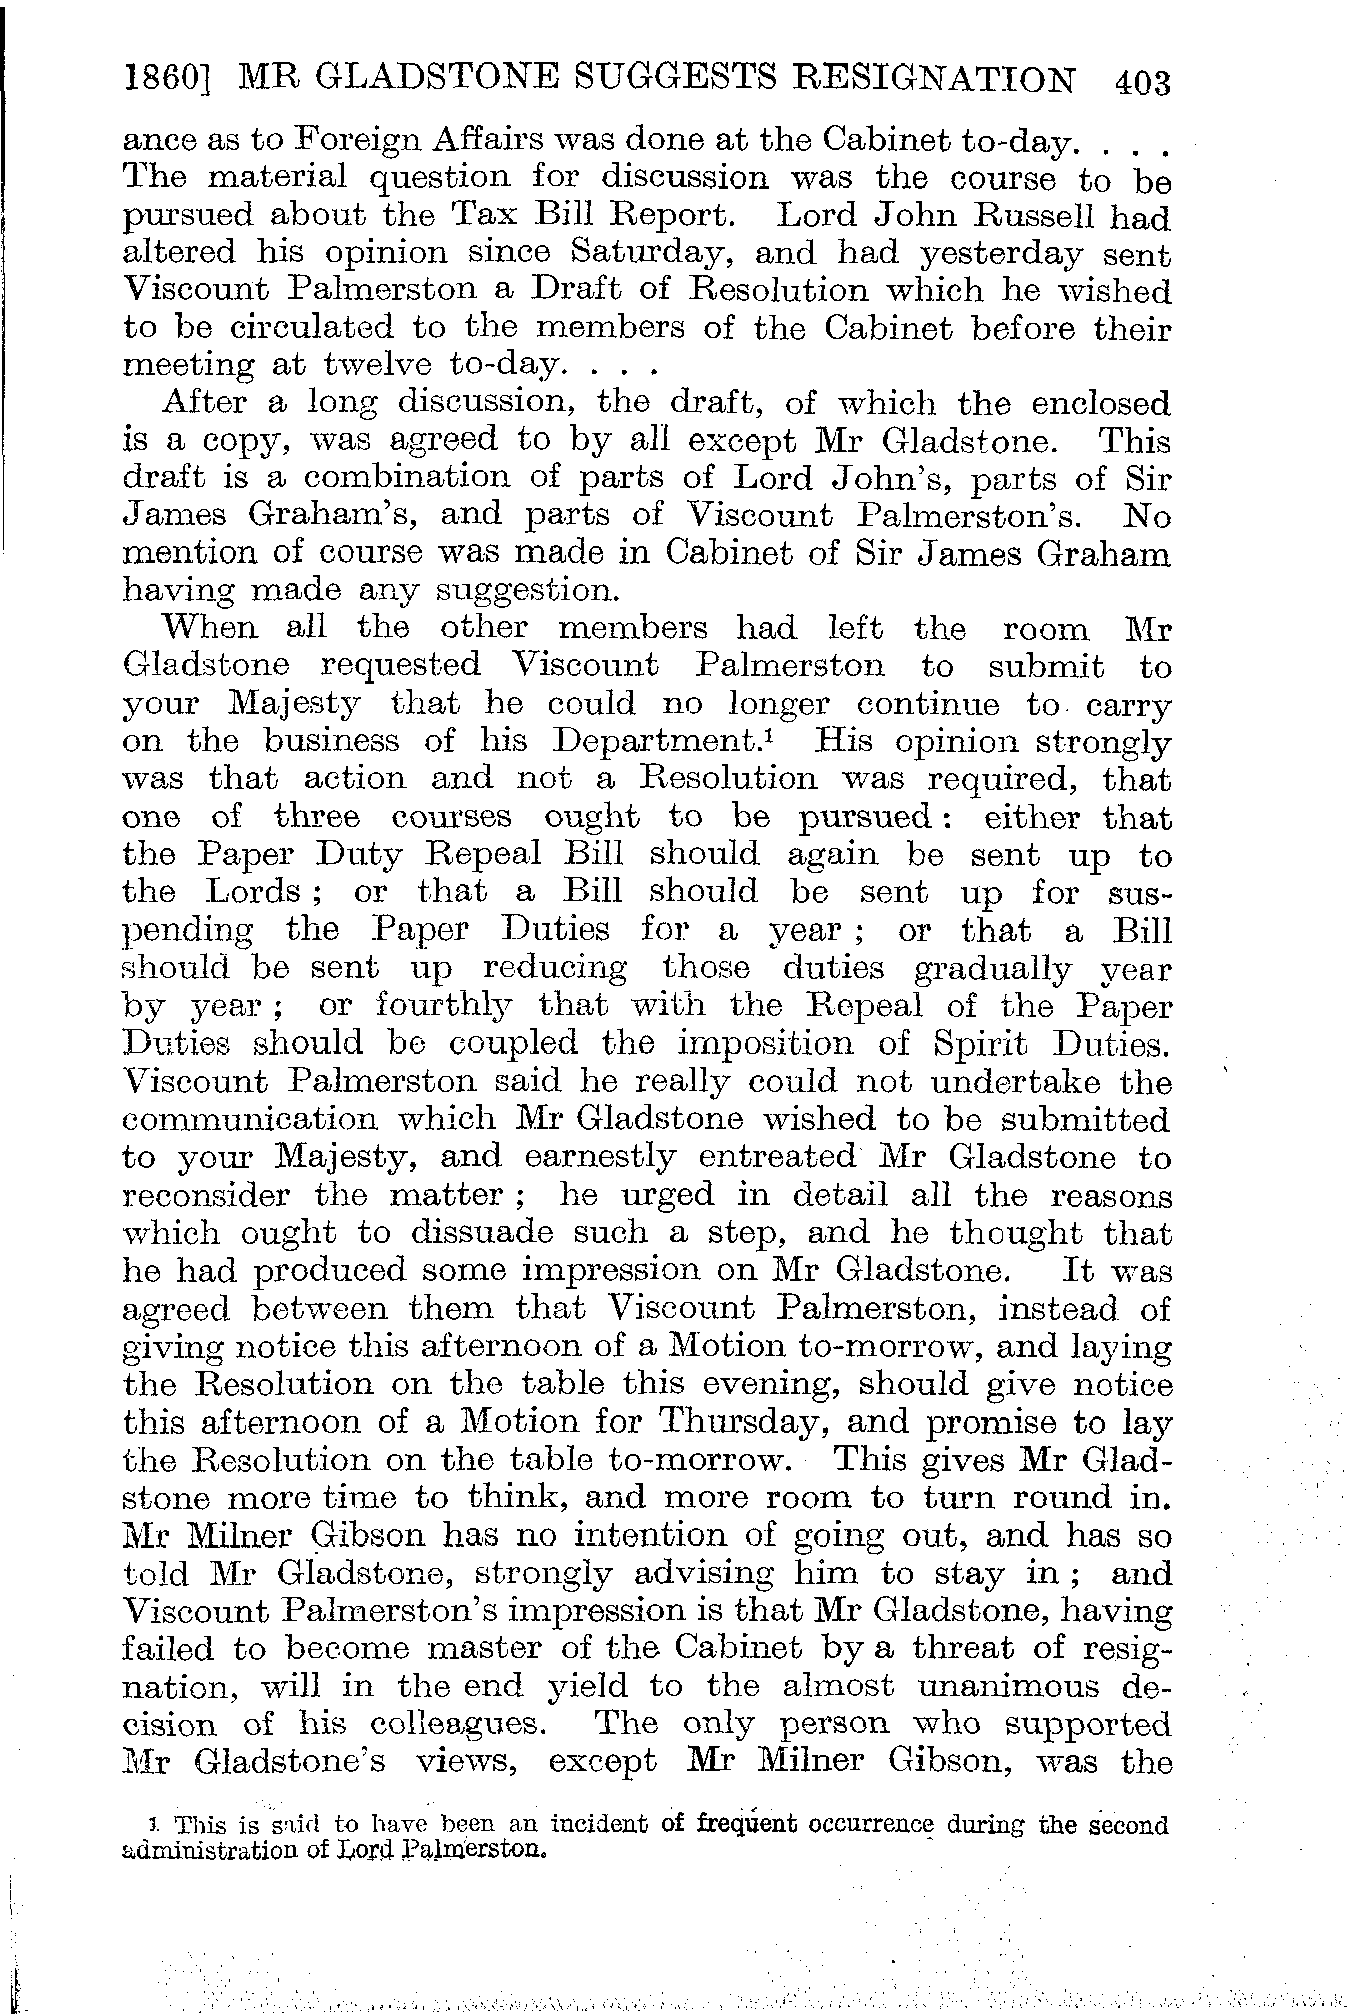 1860] MR GLADSTONE SUGGESTS RESIGNATION 403
ance as to Foreign Affairs was done at the Cabinet to-day. . . .
The material question for discussion was the course to be
pursued about the Tax Bill Report. Lord John Russell had
altered his opinion since Saturday, and had yesterday sent
Viscount Palmerston a Draft of Resolution which he wished
to be circulated to the members of the Cabinet before their
meeting at twelve to-day. . . .
After a long discussion, the draft, of which the enclosed
is a copy, was agreed to by all except Mr Gladstone. This
draft is a combination of parts of Lord John's, parts of Sir
James Graham's, and parts of Viscount Palmerston's. No
mention of course was made in Cabinet of Sir James Graham
having made any suggestion.
When all the other members had left the room Mr
Gladstone requested Viscount Palmerston to submit to
your Majesty that he could no longer continue to carry
on the business of his Department.¹ His opinion strongly
was that action and not a Resolution was required, that
one of three courses ought to be pursued: either that
the Paper Duty Repeal Bill should again be sent up to
the Lords; or that a Bill should be sent up for sus-
pending the Paper Duties for a year; or that a Bill
should be sent up reducing those duties gradually year
by year; or fourthly that with the Repeal of the Paper
Duties should be coupled the imposition of Spirit Duties.
Viscount Palmerston said he really could not undertake the
communication which Mr Gladstone wished to be submitted
to your Majesty, and earnestly entreated Mr Gladstone to
reconsider the matter; he urged in detail all the reasons
which ought to dissuade such a step, and he thought that
he had produced some impression on Mr Gladstone. It was
agreed between them that Viscount Palmerston, instead of
giving notice this afternoon of a Motion to-morrow, and laying
the Resolution on the table this evening, should give notice
this afternoon of a Motion for Thursday, and promise to lay
the Resolution on the table to-morrow. This gives Mr Glad-
stone more time to think, and more room to turn round in.
Mr Milner Gibson has no intention of going out, and has so
told Mr Gladstone, strongly advising him to stay in; and
Viscount Palmerston's impression is that Mr Gladstone, having
failed to become master of the Cabinet by a threat of resig-
nation, will in the end yield to the almost unanimous de-
cision of his colleagues. The only person who supported
Mr Gladstone's views, except Mr Milner Gibson, was the
1 This is said to have been an incident of frequent occurrence during the second
administration of Lord Palmerston.